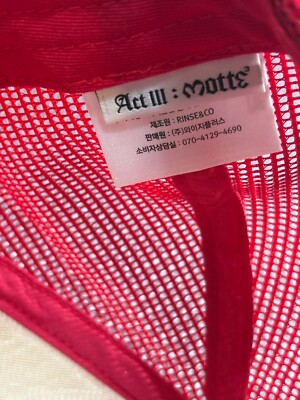 Act III : motte³
제조원 : RINSE&CO
판매원 : (주)와이지플러스
소비자상담실 : 070-4129-4690